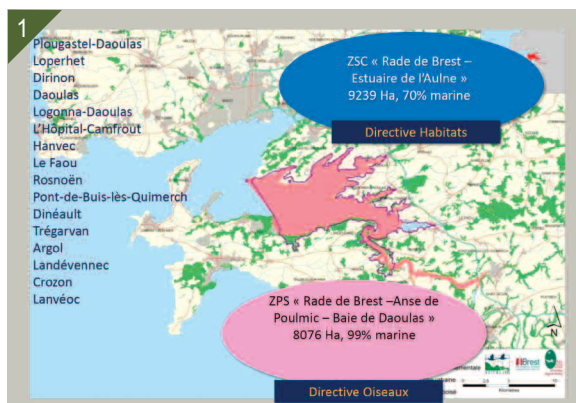 1
Plougastel-Daoulas
Loperhet
Dirinon
Daoulas
Logonna-Daoulas
L'Hôpital-Camfrout
Hanvec
Le Faou
Rosnoën
Pont-de-Buis-lès-Quimerch
Dinéault
Trégarvan
Argol
Landévennec
Crozon
Lanvéoc
ZSC « Rade de Brest –
Estuaire de l'Aulne »
9239 Ha, 70% marine
Directive Habitats
ZPS « Rade de Brest –Anse de
Poulmic – Baie de Daoulas »
8076 Ha, 99% marine
Directive Oiseaux
N
Brest
Kilomètres